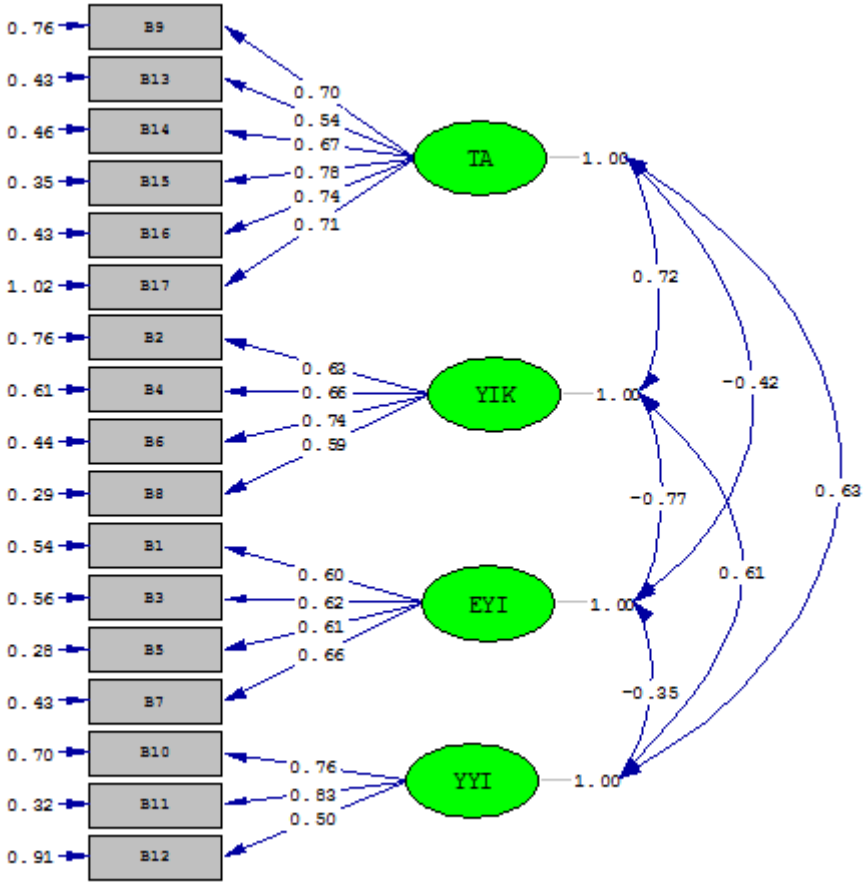 0.76 B9
0.70
0.43 B13
0.54
0.46 B14
0.67
TA 1.00
0.35 B15
0.78
0.43 B16
0.74
0.71
1.02 B17
0.72
0.76 B2
0.63
0.61 B4
0.66
YIK 1.00
-0.42
0.44 B6
0.74
0.59
0.29 B8
-0.77
0.63
0.54 B1
0.60
0.61
0.56 B3
0.62
EYI 1.00
0.28 B5
0.61
0.66
0.43 B7
-0.35
0.70 B10
0.76
YYI 1.00
0.32 B11
0.83
0.50
0.91 B12